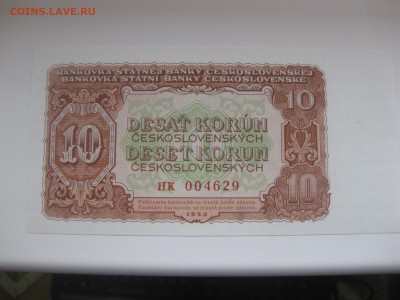 COINS.LAVE.RU
BANKOVKA STÁTNEJ BANKY ČESKOSLOVENSKEJ
BANKOVKA STÁTNÍ BANKY ČESKOSLOVENSKÉ
10
10
DESAŤ KORÚN
ČESKOSLOVENSKÝCH
DESET KORUN
ČESKOSLOVENSKÝCH
HK 004629
10
1953